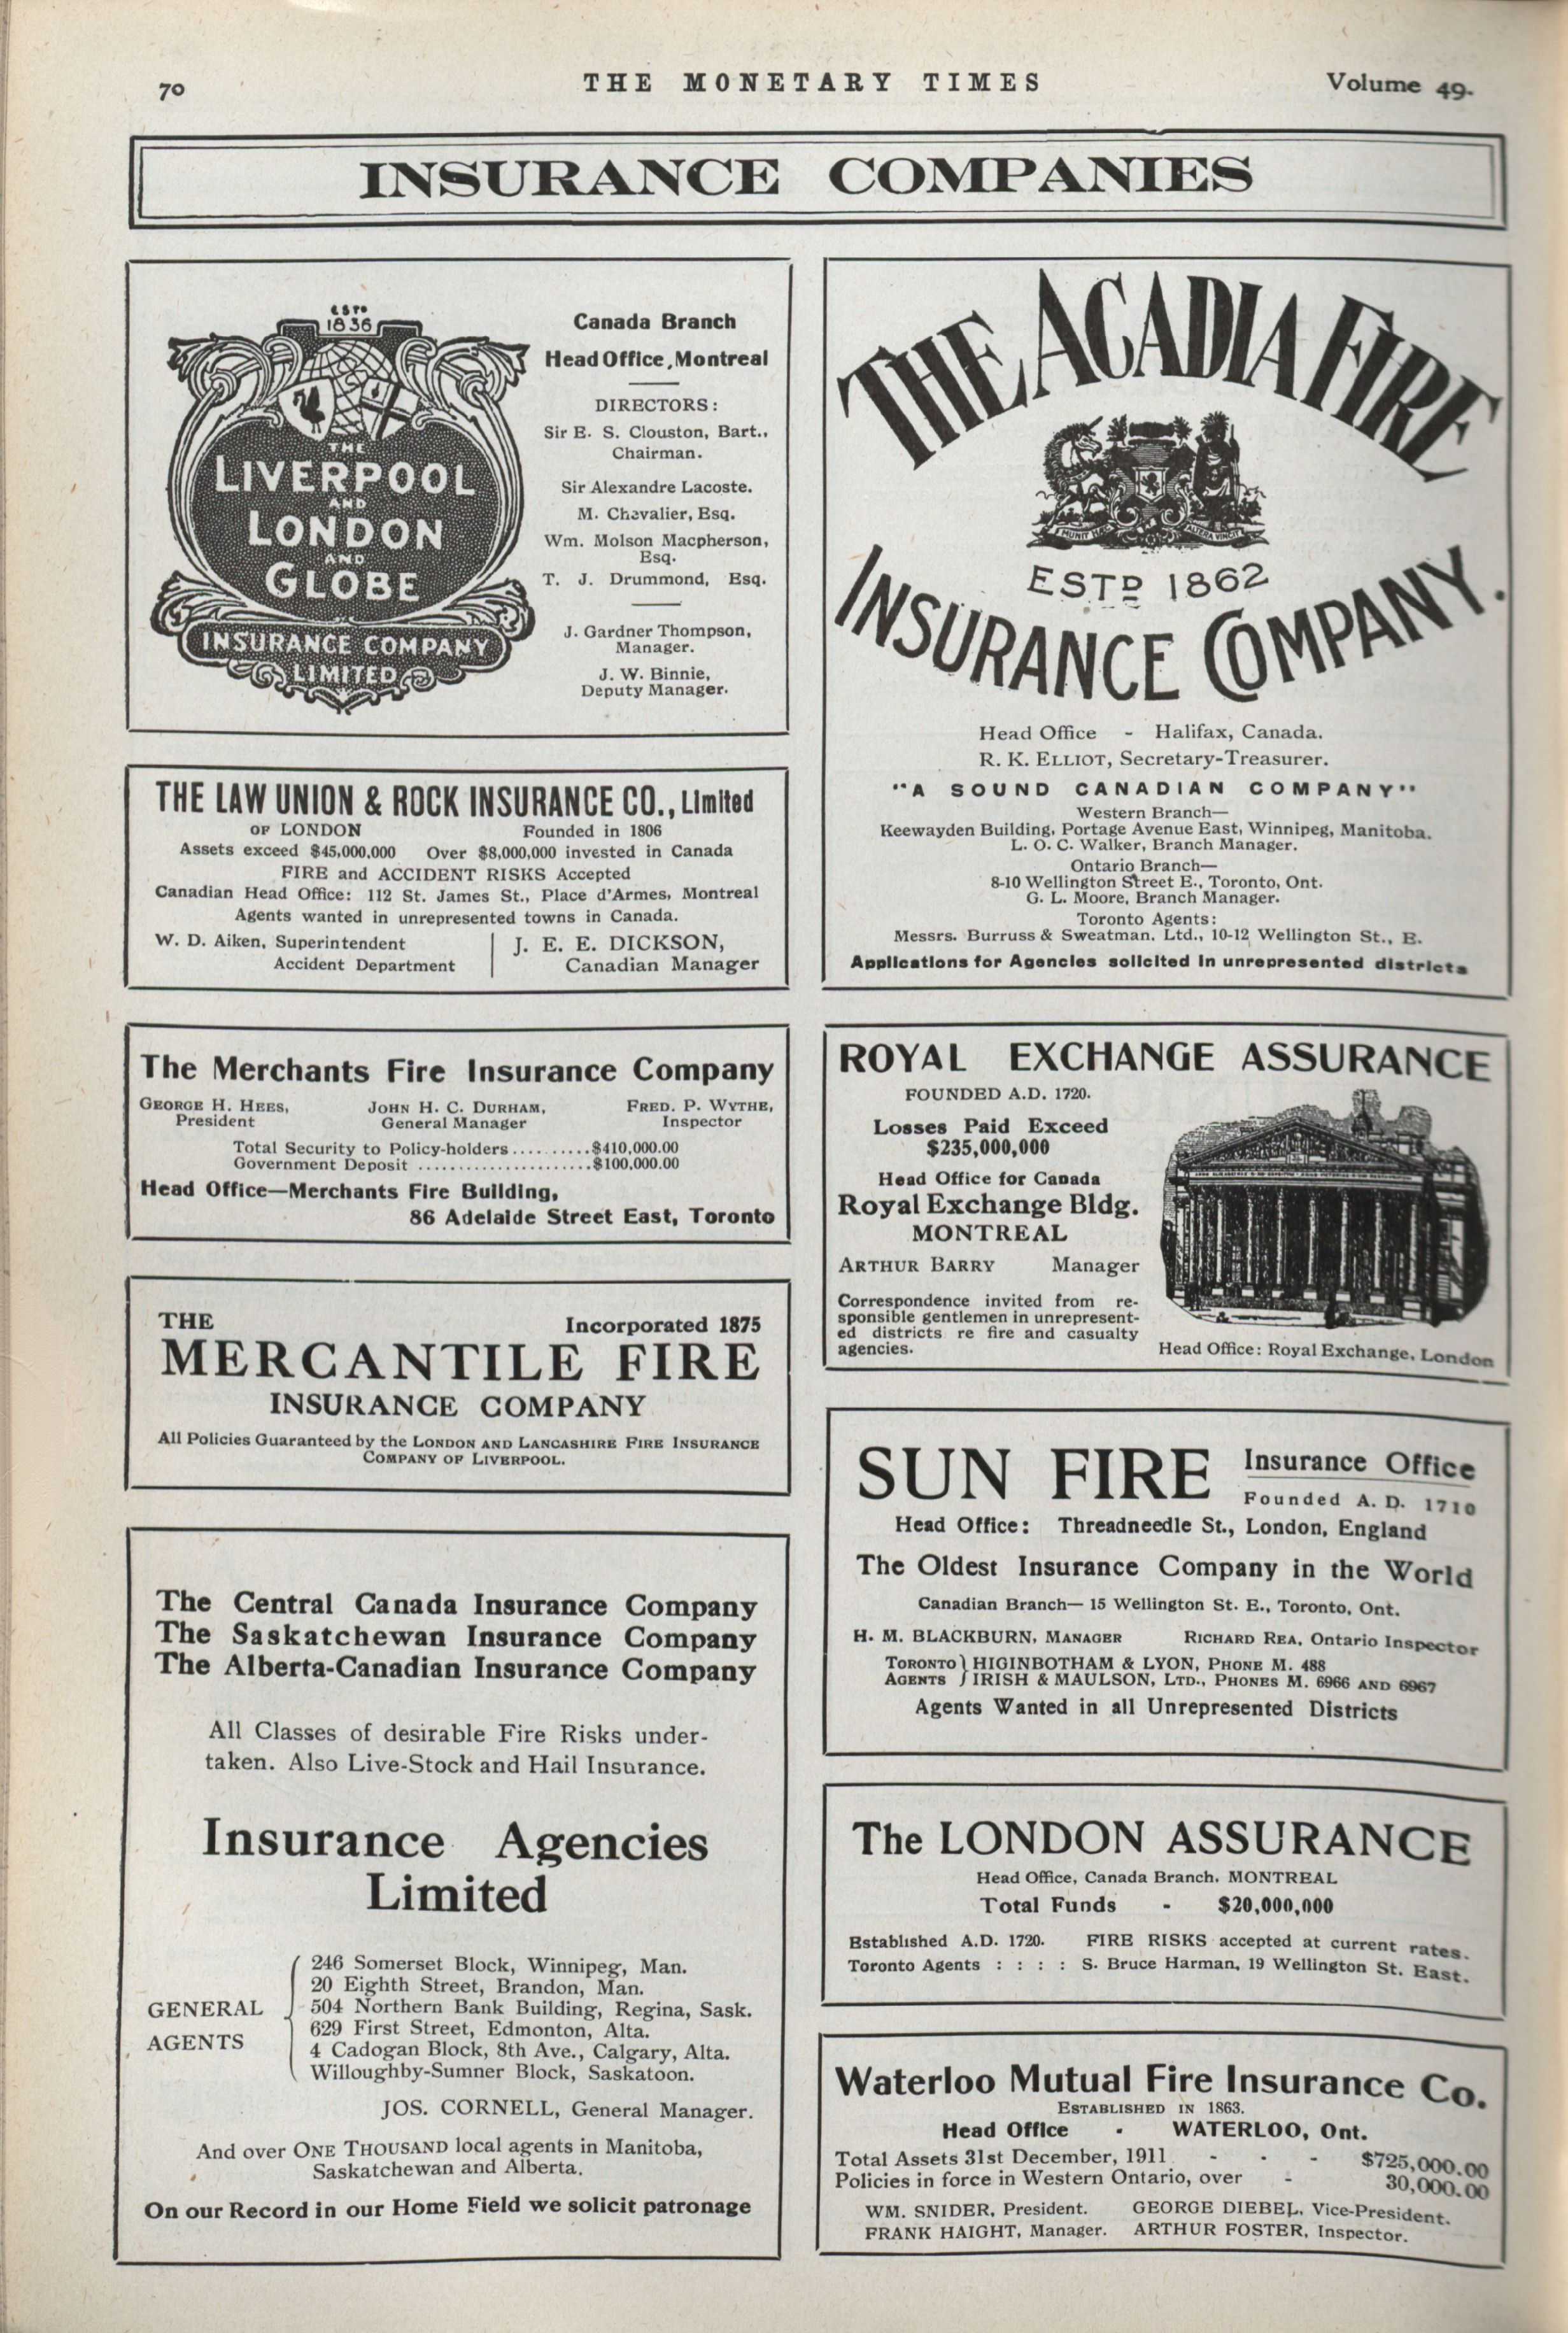 70
THE MONETARY TIMES
Volume 49.
INSURANCE COMPANIES
ESTD
1836
THE
LIVERPOOL
AND
LONDON
AND
GLOBE
INSURANCE COMPANY
LIMITED
Canada Branch
Head Office, Montreal
DIRECTORS:
Sir E. S. Clouston, Bart.,
Chairman.
Sir Alexandre Lacoste.
M. Chevalier, Esq.
Wm. Molson Macpherson,
Esq.
T. J. Drummond, Esq.
J. Gardner Thompson,
Manager.
J. W. Binnie,
Deputy Manager.
THE LAW UNION & ROCK INSURANCE CO., Limited
OF LONDON Founded in 1806
Assets exceed $45,000,000 Over $8,000,000 invested in Canada
FIRE and ACCIDENT RISKS Accepted
Canadian Head Office: 112 St. James St., Place d'Armes, Montreal
Agents wanted in unrepresented towns in Canada.
W. D. Aiken, Superintendent
Accident Department
J. E. E. DICKSON,
Canadian Manager
The Merchants Fire Insurance Company
GEORGE H. HEES, JOHN H. C. DURHAM, FRED. P. WYTHE,
President General Manager Inspector
Total Security to Policy-holders..........$410,000.00
Government Deposit ......................$100,000.00
Head Office—Merchants Fire Building,
86 Adelaide Street East, Toronto
THE Incorporated 1875
MERCANTILE FIRE
INSURANCE COMPANY
All Policies Guaranteed by the LONDON AND LANCASHIRE FIRE INSURANCE
COMPANY OF LIVERPOOL.
The Central Canada Insurance Company
The Saskatchewan Insurance Company
The Alberta-Canadian Insurance Company
All Classes of desirable Fire Risks under-
taken. Also Live-Stock and Hail Insurance.
Insurance Agencies
Limited
GENERAL
AGENTS
246 Somerset Block, Winnipeg, Man.
20 Eighth Street, Brandon, Man.
504 Northern Bank Building, Regina, Sask.
629 First Street, Edmonton, Alta.
4 Cadogan Block, 8th Ave., Calgary, Alta.
Willoughby-Sumner Block, Saskatoon.
JOS. CORNELL, General Manager.
And over ONE THOUSAND local agents in Manitoba,
Saskatchewan and Alberta.
On our Record in our Home Field we solicit patronage
THE ACADIA FIRE
MUNIT HÆC VINCIT
ESTD 1862
INSURANCE COMPANY.
Head Office - Halifax, Canada.
R. K. ELLIOT, Secretary-Treasurer.
"A SOUND CANADIAN COMPANY"
Western Branch—
Keewayden Building, Portage Avenue East, Winnipeg, Manitoba.
L. O. C. Walker, Branch Manager.
Ontario Branch—
8-10 Wellington Street E., Toronto, Ont.
G. L. Moore, Branch Manager.
Toronto Agents:
Messrs. Burruss & Sweatman, Ltd., 10-12 Wellington St., E.
Applications for Agencies solicited in unrepresented districts
ROYAL EXCHANGE ASSURANCE
FOUNDED A.D. 1720.
Losses Paid Exceed
$235,000,000
Head Office for Canada
Royal Exchange Bldg.
MONTREAL
ARTHUR BARRY Manager
Correspondence invited from re-
sponsible gentlemen in unrepresent-
ed districts re fire and casualty
agencies.
Head Office: Royal Exchange, London
SUN FIRE
Insurance Office
Founded A. D. 1710
Head Office: Threadneedle St., London, England
The Oldest Insurance Company in the World
Canadian Branch— 15 Wellington St. E., Toronto, Ont.
H. M. BLACKBURN, MANAGER RICHARD REA, Ontario Inspector
TORONTO } HIGINBOTHAM & LYON, PHONE M. 488
AGENTS } IRISH & MAULSON, LTD., PHONES M. 6966 AND 6967
Agents Wanted in all Unrepresented Districts
The LONDON ASSURANCE
Head Office, Canada Branch, MONTREAL
Total Funds - $20,000,000
Established A.D. 1720. FIRE RISKS accepted at current rates.
Toronto Agents : : : : S. Bruce Harman, 19 Wellington St. East.
Waterloo Mutual Fire Insurance Co.
ESTABLISHED IN 1863.
Head Office - WATERLOO, Ont.
Total Assets 31st December, 1911 - - - $725,000.00
Policies in force in Western Ontario, over - 30,000.00
WM. SNIDER, President. GEORGE DIEBEL, Vice-President.
FRANK HAIGHT, Manager. ARTHUR FOSTER, Inspector.